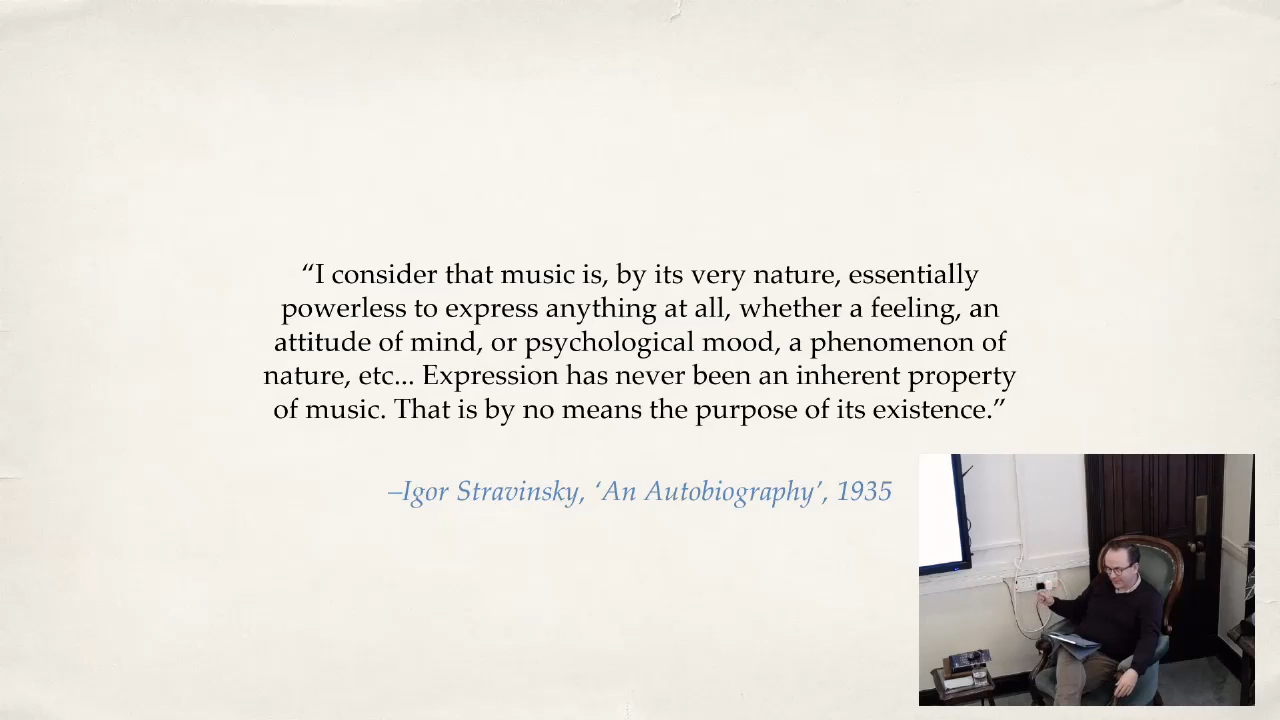 “I consider that music is, by its very nature, essentially
powerless to express anything at all, whether a feeling, an
attitude of mind, or psychological mood, a phenomenon of
nature, etc... Expression has never been an inherent property
of music. That is by no means the purpose of its existence.”
–Igor Stravinsky, ‘An Autobiography’, 1935